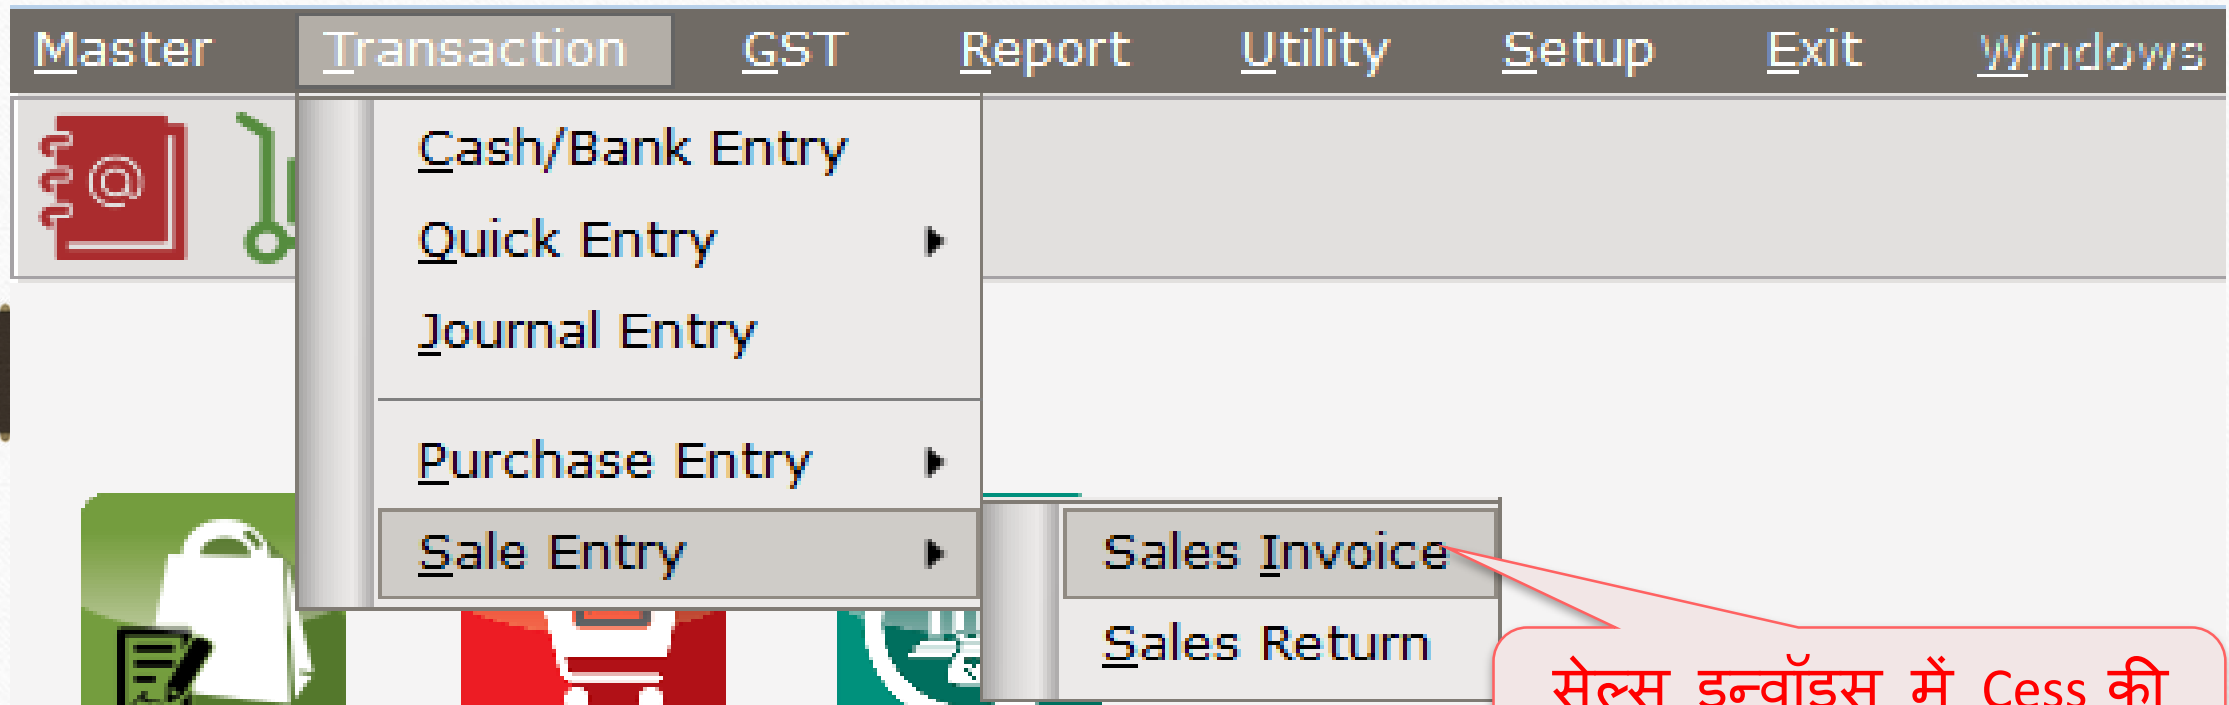 Master Transaction GST Report Utility Setup Exit Windows
Cash/Bank Entry
Quick Entry
Journal Entry
Purchase Entry
Sale Entry
Sales Invoice
Sales Return
सेल्स इन्वॉइस में Cess की